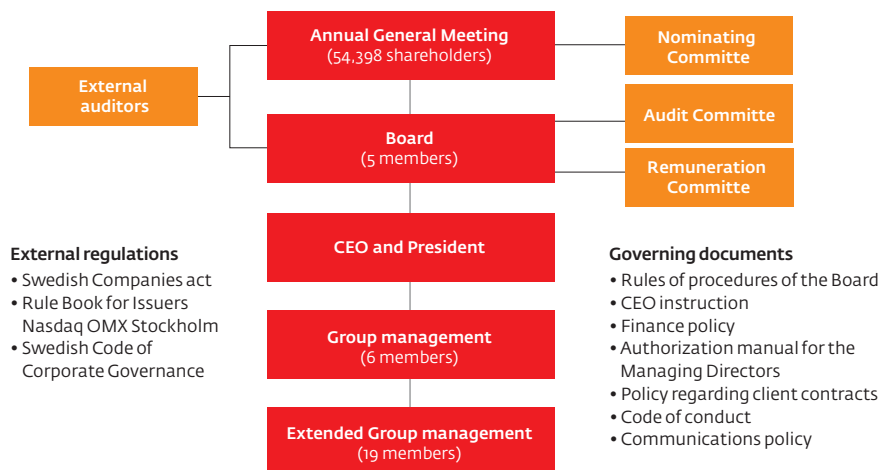 Annual General Meeting
(54,398 shareholders)
Nominating
Committee
External
auditors
Audit Committe
Board
(5 members)
Remuneration
Committee
CEO and President
External regulations
• Swedish Companies act
• Rule Book for Issuers
Nasdaq OMX Stockholm
• Swedish Code of
Corporate Governance
Governing documents
• Rules of procedures of the Board
• CEO instruction
• Finance policy
• Authorization manual for the
Managing Directors
• Policy regarding client contracts
• Code of conduct
• Communications policy
Group management
(6 members)
Extended Group management
(19 members)